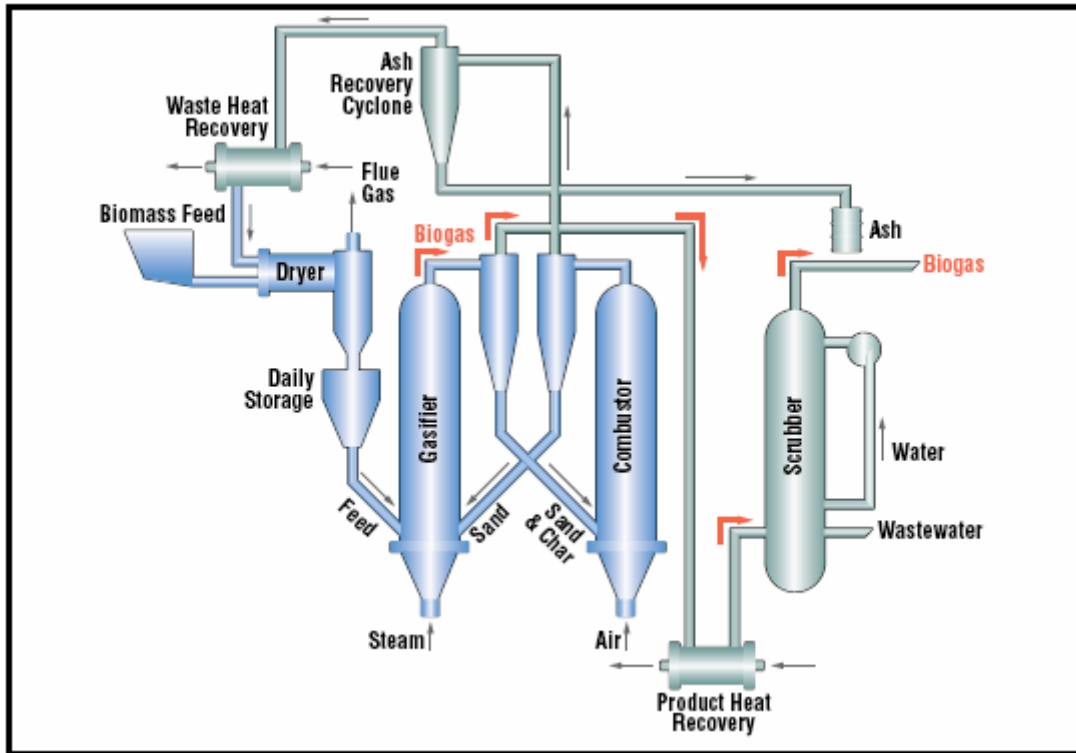 Ash
Recovery
Cyclone
Waste Heat
Recovery
Flue
Gas
Biomass Feed
Biogas
Ash
Dryer
Biogas
Daily
Storage
Gasifier
Combustor
Scrubber
Water
Feed
Sand
Sand
& Char
Wastewater
Steam
Air
Product Heat
Recovery